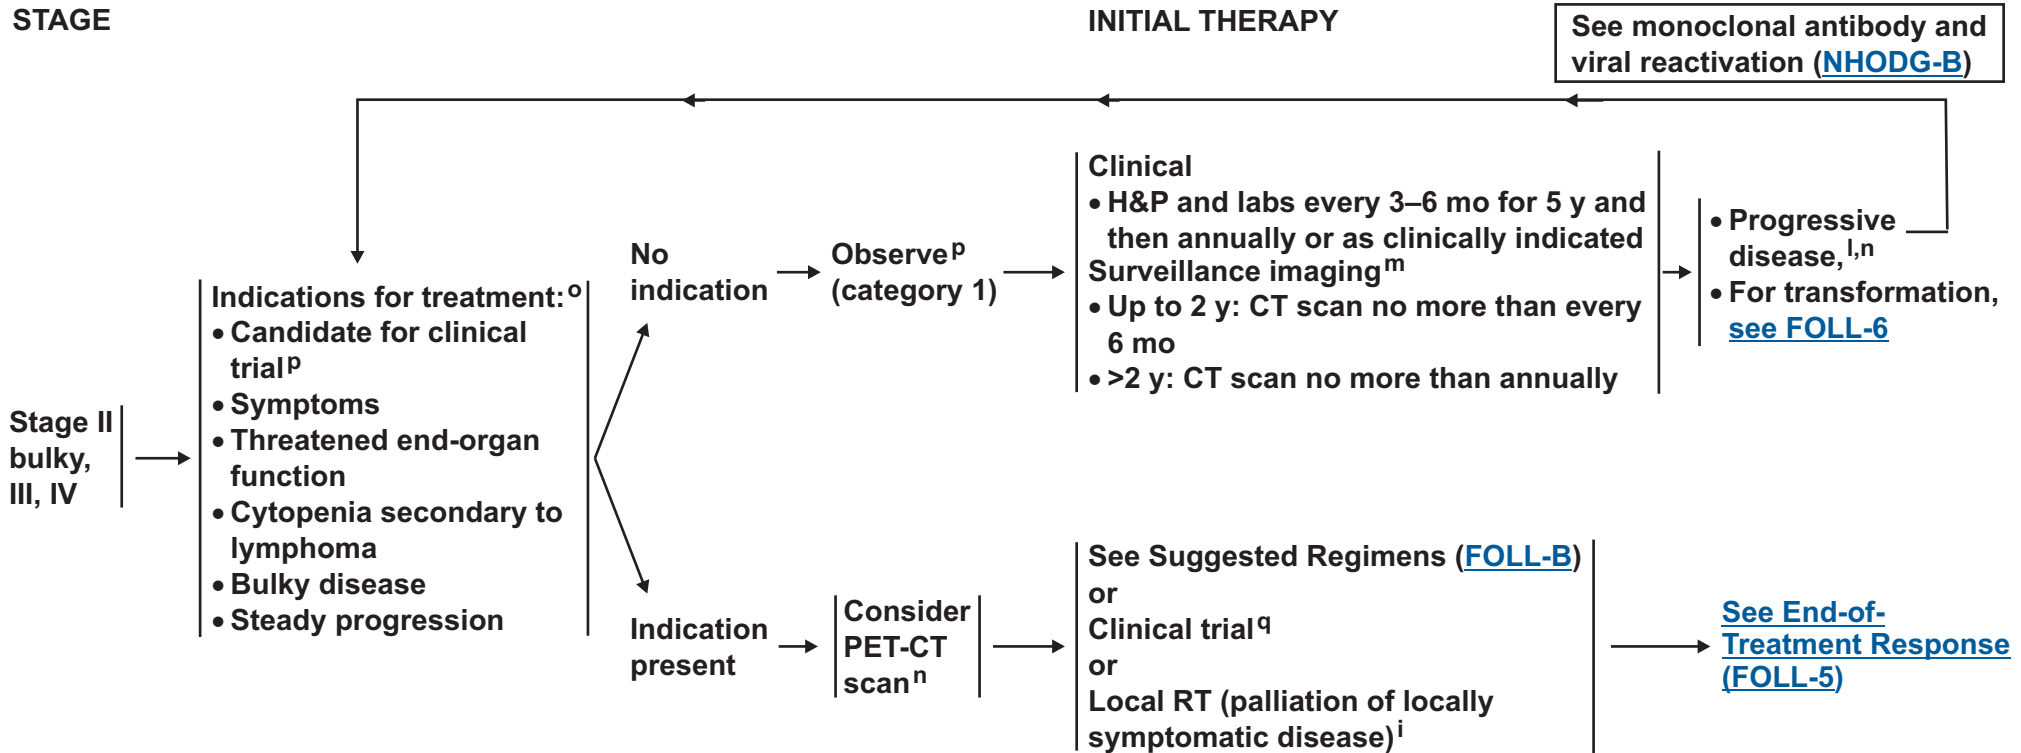 STAGE
INITIAL THERAPY
See monoclonal antibody and
viral reactivation (NHODG-B)
Stage II
bulky,
III, IV
Indications for treatment:o
• Candidate for clinical
trialp
• Symptoms
• Threatened end-organ
function
• Cytopenia secondary to
lymphoma
• Bulky disease
• Steady progression
No
indication
Observep
(category 1)
Clinical
• H&P and labs every 3–6 mo for 5 y and
then annually or as clinically indicated
Surveillance imagingm
• Up to 2 y: CT scan no more than every
6 mo
• >2 y: CT scan no more than annually
• Progressive
disease,l,n
• For transformation,
see FOLL-6
Indication
present
Consider
PET-CT
scann
See Suggested Regimens (FOLL-B)
or
Clinical trialq
or
Local RT (palliation of locally
symptomatic disease)i
See End-of-
Treatment Response
(FOLL-5)